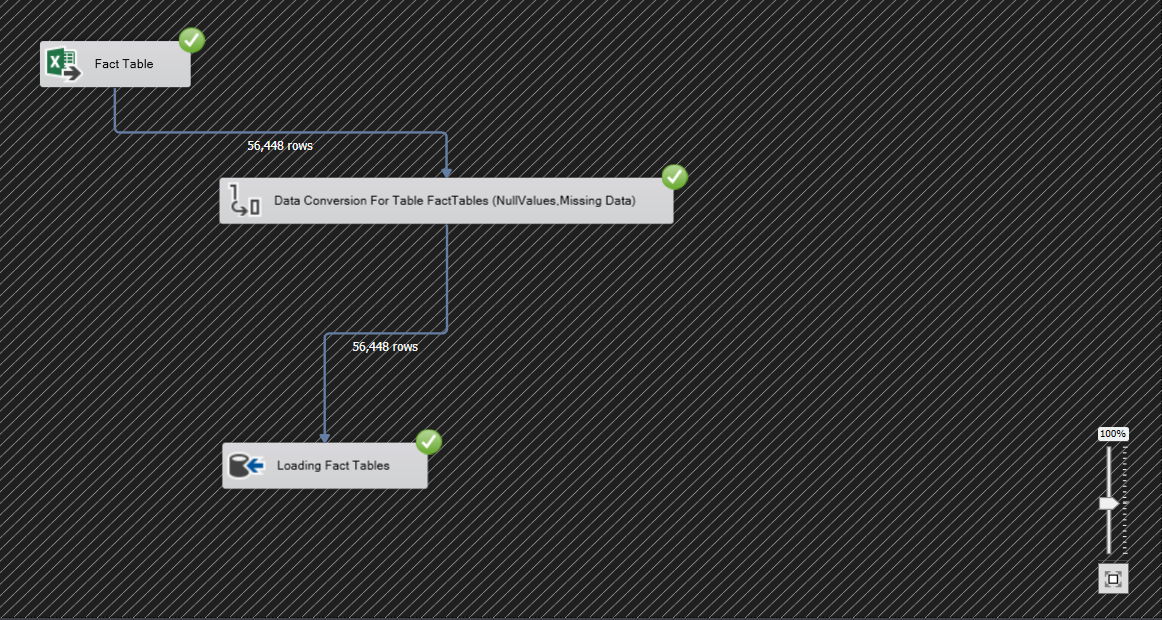 Fact Table
56,448 rows
Data Conversion For Table FactTables (NullValues,Missing Data)
56,448 rows
Loading Fact Tables
100%